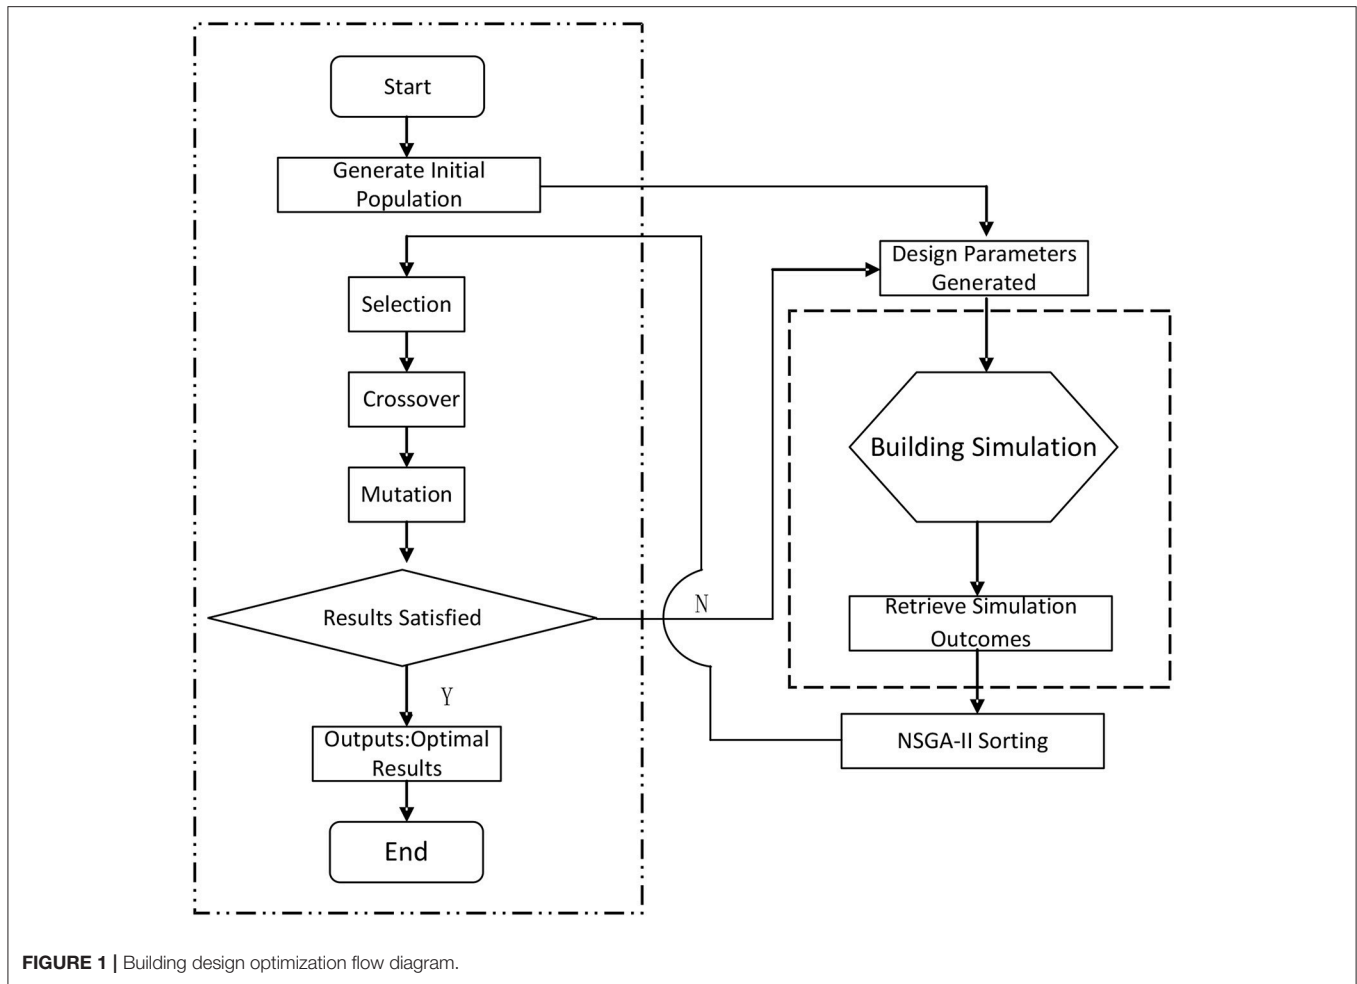 Start
Generate Initial
Population
Design Parameters
Generated
Selection
Crossover
Building Simulation
Mutation
Results Satisfied
N
Retrieve Simulation
Outcomes
Y
Outputs:Optimal
Results
NSGA-II Sorting
End
FIGURE 1 | Building design optimization flow diagram.